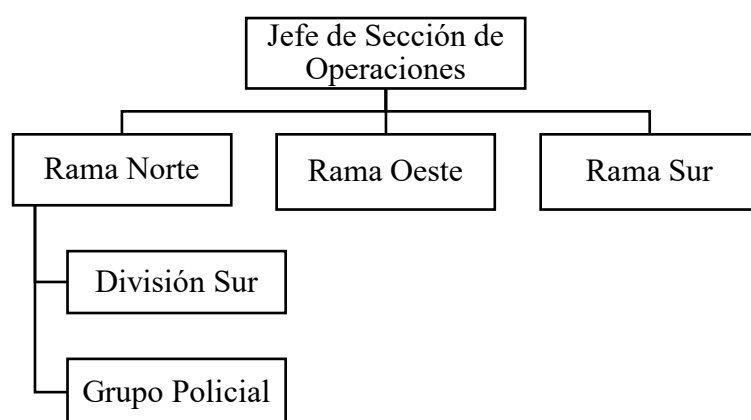 Jefe de Sección de
Operaciones
Rama Norte
Rama Oeste
Rama Sur
División Sur
Grupo Policial